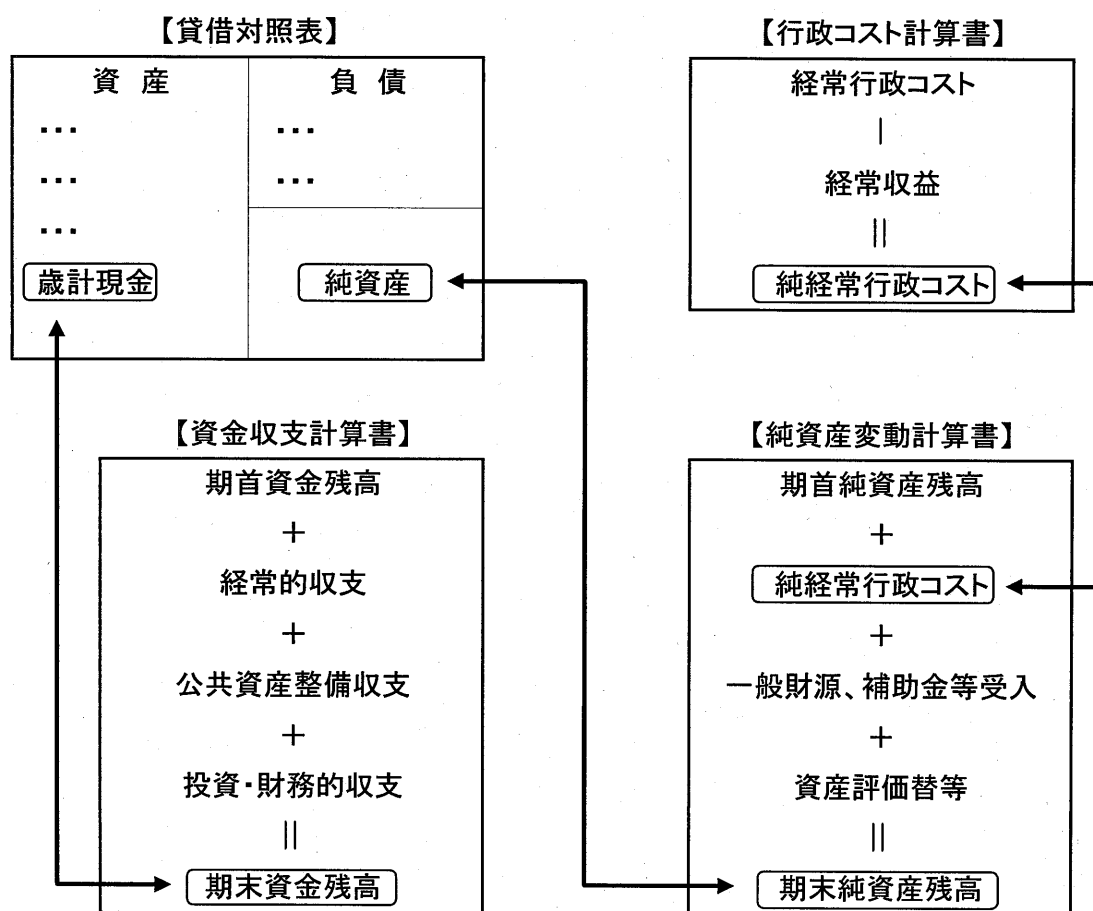 【貸借対照表】
資 産
・・・
・・・
・・・
歳計現金
負 債
・・・
・・・
純資産
【行政コスト計算書】
経常行政コスト
|
経常収益
||
純経常行政コスト
【資金収支計算書】
期首資金残高
＋
経常的収支
＋
公共資産整備収支
＋
投資・財務的収支
||
期末資金残高
【純資産変動計算書】
期首純資産残高
＋
純経常行政コスト
＋
一般財源、補助金等受入
＋
資産評価替等
||
期末純資産残高